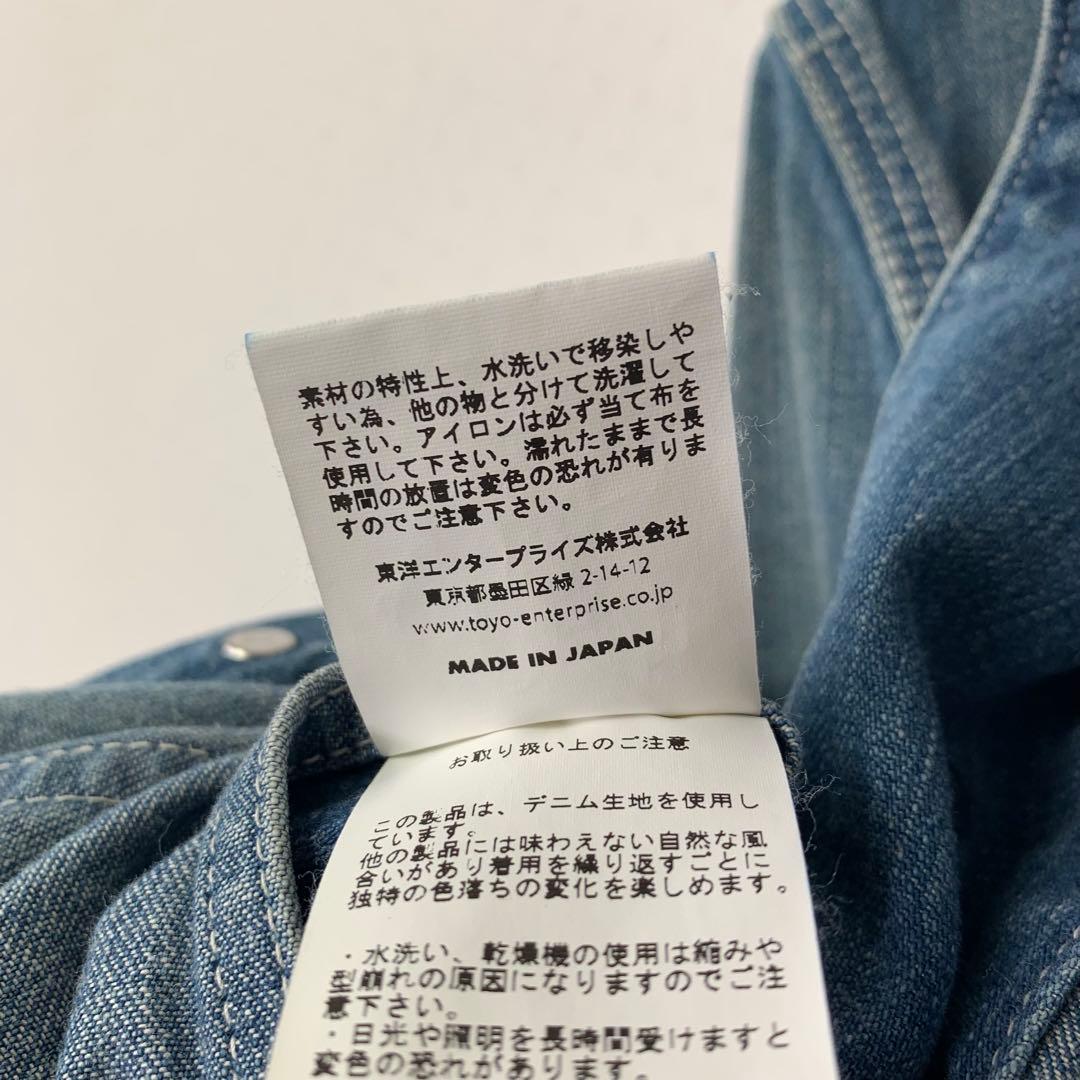 素材の特性上、水洗いで移染しや
すい為、他の物と分けて洗濯して
下さい。アイロンは必ず当て布を
使用して下さい。濡れたままで長
時間の放置は変色の恐れが有りま
すのでご注意下さい。
東洋エンタープライズ株式会社
東京都墨田区緑 2-14-12
www.toyo-enterprise.co.jp
MADE IN JAPAN
お取り扱い上のご注意
この製品は、デニム生地を使用し
ています。
他の製品には味わえない自然な風
合いがあり着用を繰り返すごとに
独特の色落ちの変化を楽しめます。
・水洗い、乾燥機の使用は縮みや
型崩れの原因になりますのでご注
意下さい。
・日光や照明を長時間受けますと
変色の恐れがあります。